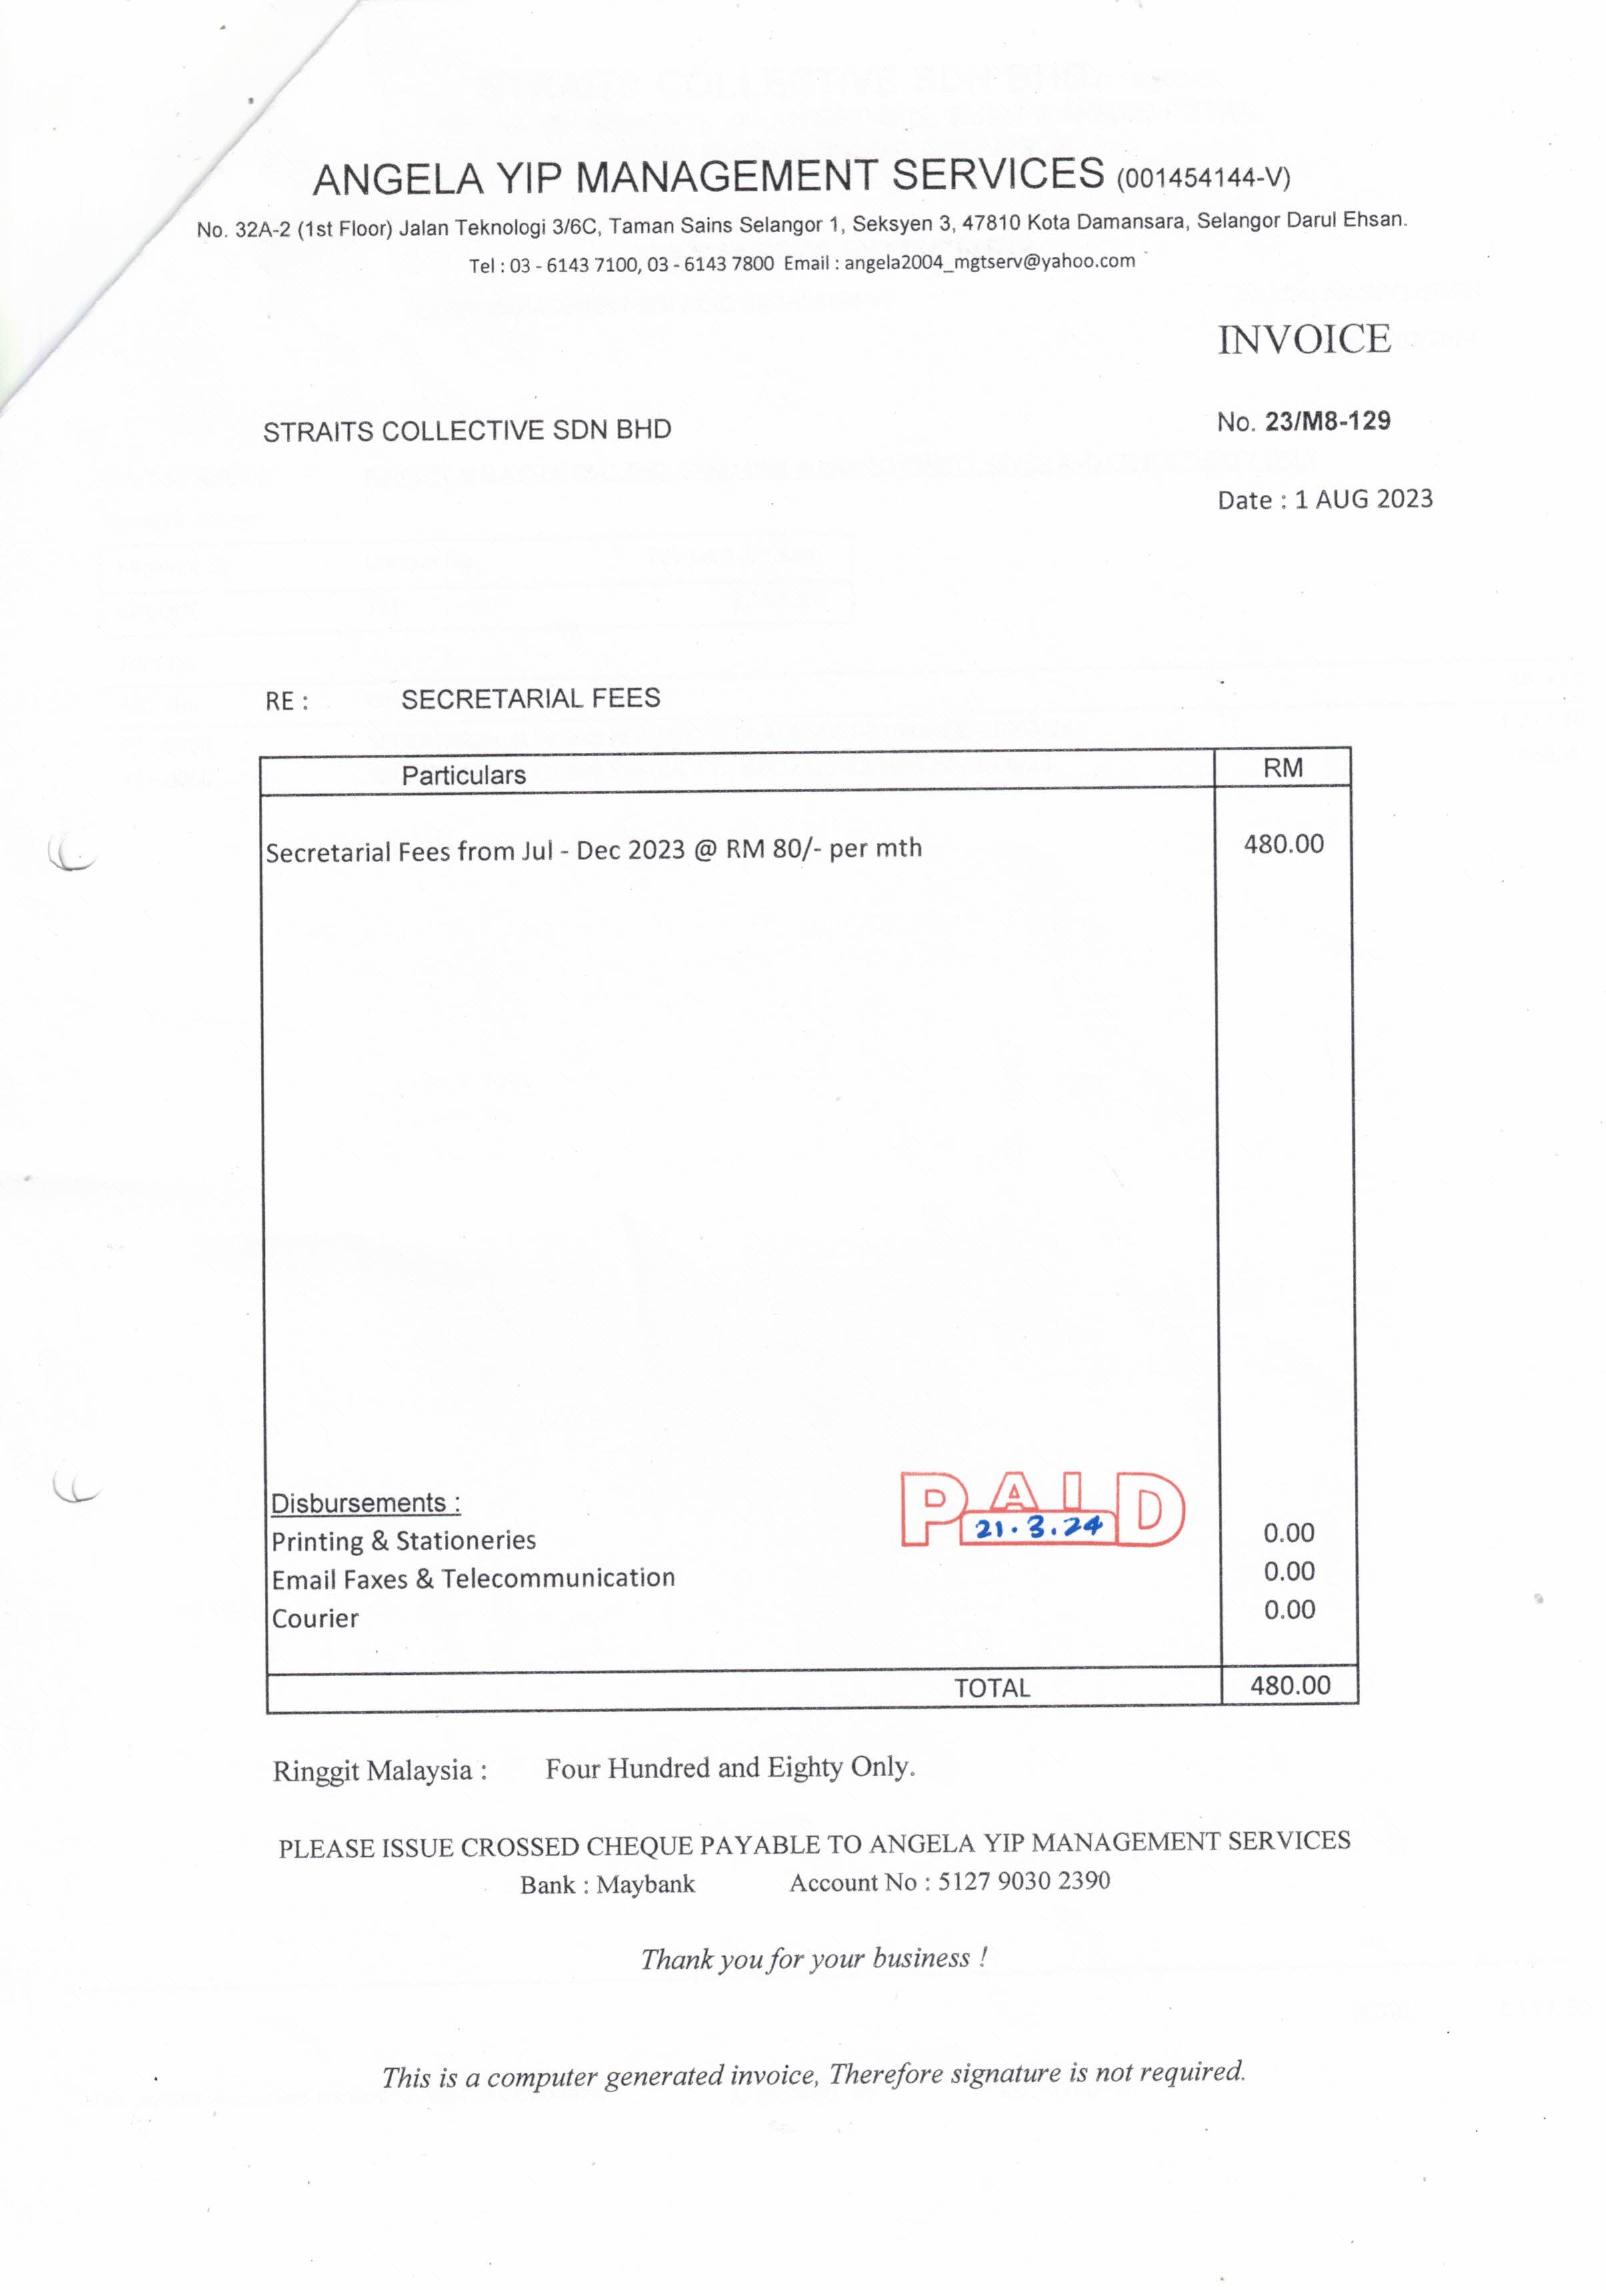 ANGELA YIP MANAGEMENT SERVICES (001454144-V)
No. 32A-2 (1st Floor) Jalan Teknologi 3/6C, Taman Sains Selangor 1, Seksyen 3, 47810 Kota Damansara, Selangor Darul Ehsan.
Tel : 03 - 6143 7100, 03 - 6143 7800 Email : angela2004_mgtserv@yahoo.com
INVOICE
STRAITS COLLECTIVE SDN BHD
No. 23/M8-129
Date : 1 AUG 2023
RE : SECRETARIAL FEES
Particulars RM
Secretarial Fees from Jul - Dec 2023 @ RM 80/- per mth 480.00
PAID
21.3.24
Disbursements :
Printing & Stationeries 0.00
Email Faxes & Telecommunication 0.00
Courier 0.00
TOTAL 480.00
Ringgit Malaysia : Four Hundred and Eighty Only.
PLEASE ISSUE CROSSED CHEQUE PAYABLE TO ANGELA YIP MANAGEMENT SERVICES
Bank : Maybank Account No : 5127 9030 2390
Thank you for your business !
This is a computer generated invoice, Therefore signature is not required.